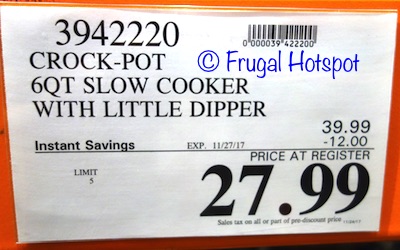 3942220
0000039422200
CROCK-POT
© Frugal Hotspot
6QT SLOW COOKER
WITH LITTLE DIPPER
39.99
Instant Savings EXP. 11/27/17 -12.00
PRICE AT REGISTER
LIMIT
5
27.99
Sales tax on all or part of pre-discount price